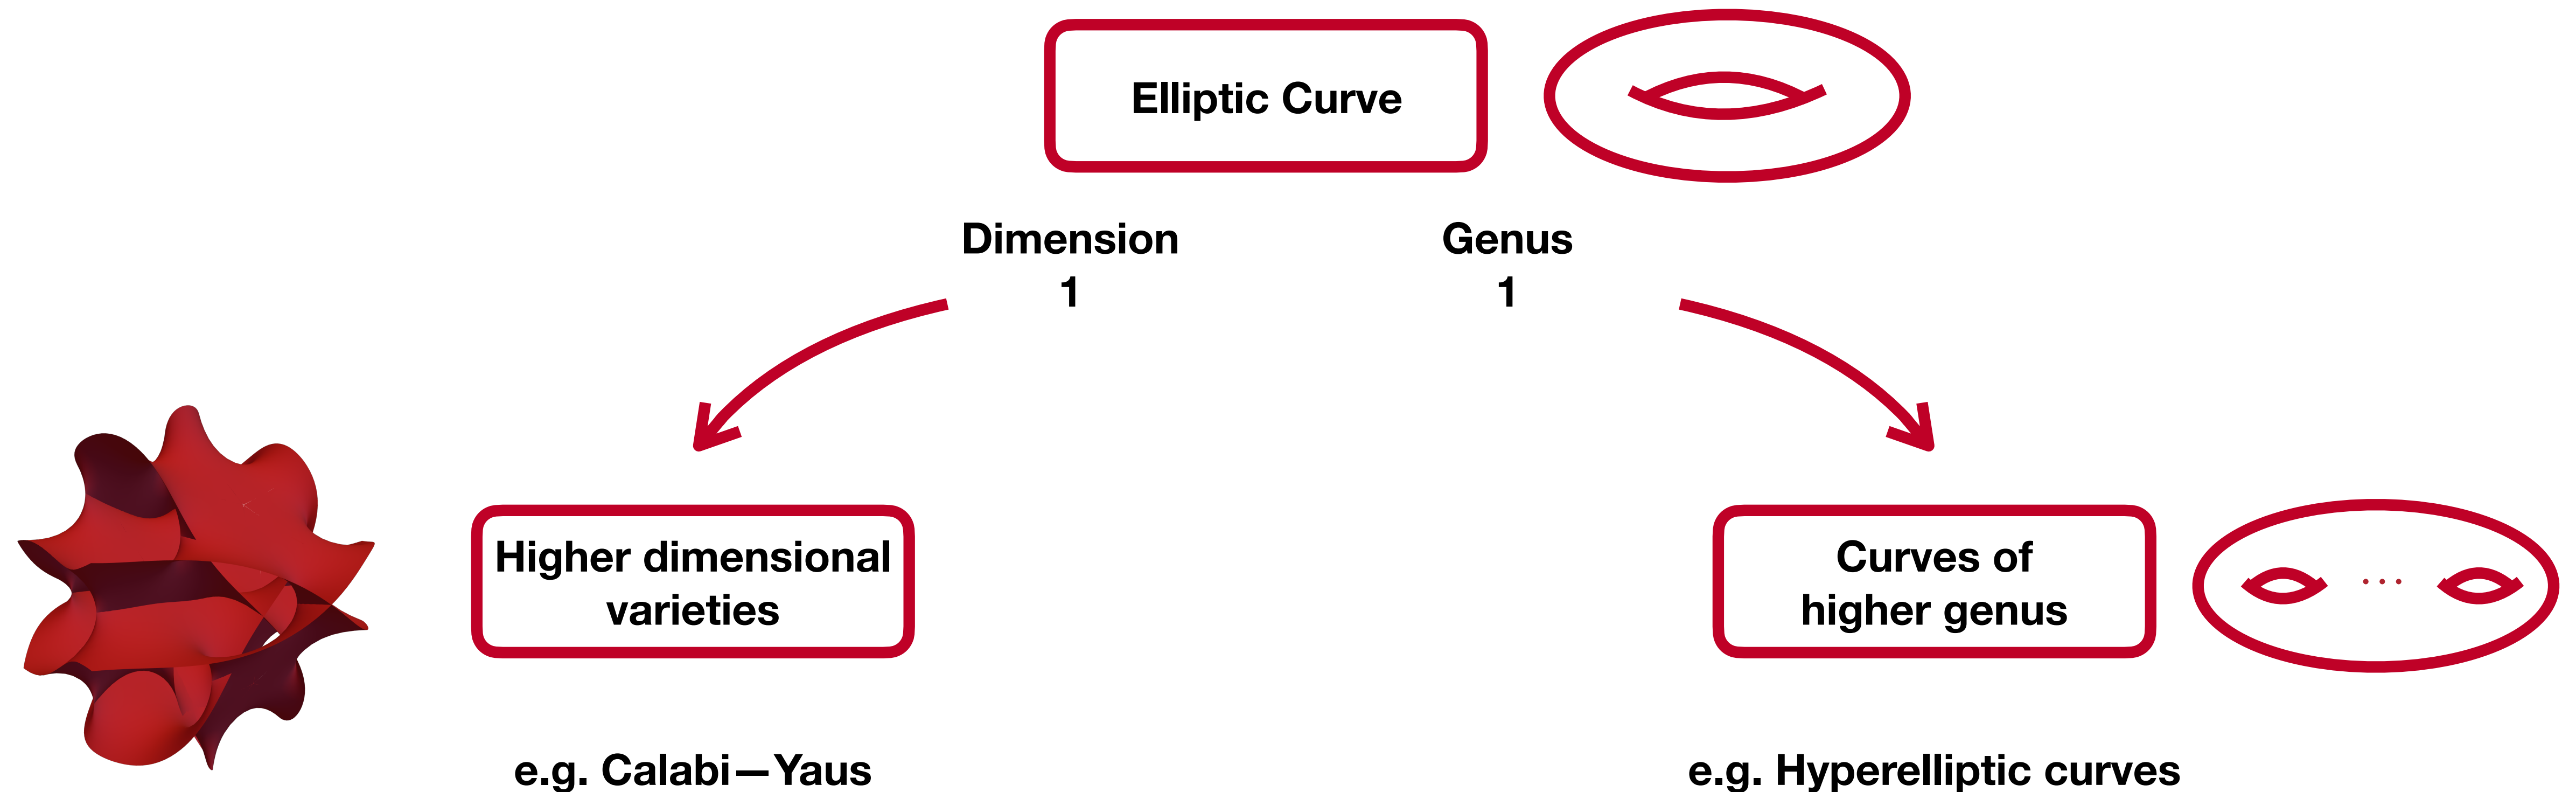 Elliptic Curve
Dimension
1
Genus
1
Higher dimensional
varieties
Curves of
higher genus
e.g. Calabi—Yaus
e.g. Hyperelliptic curves